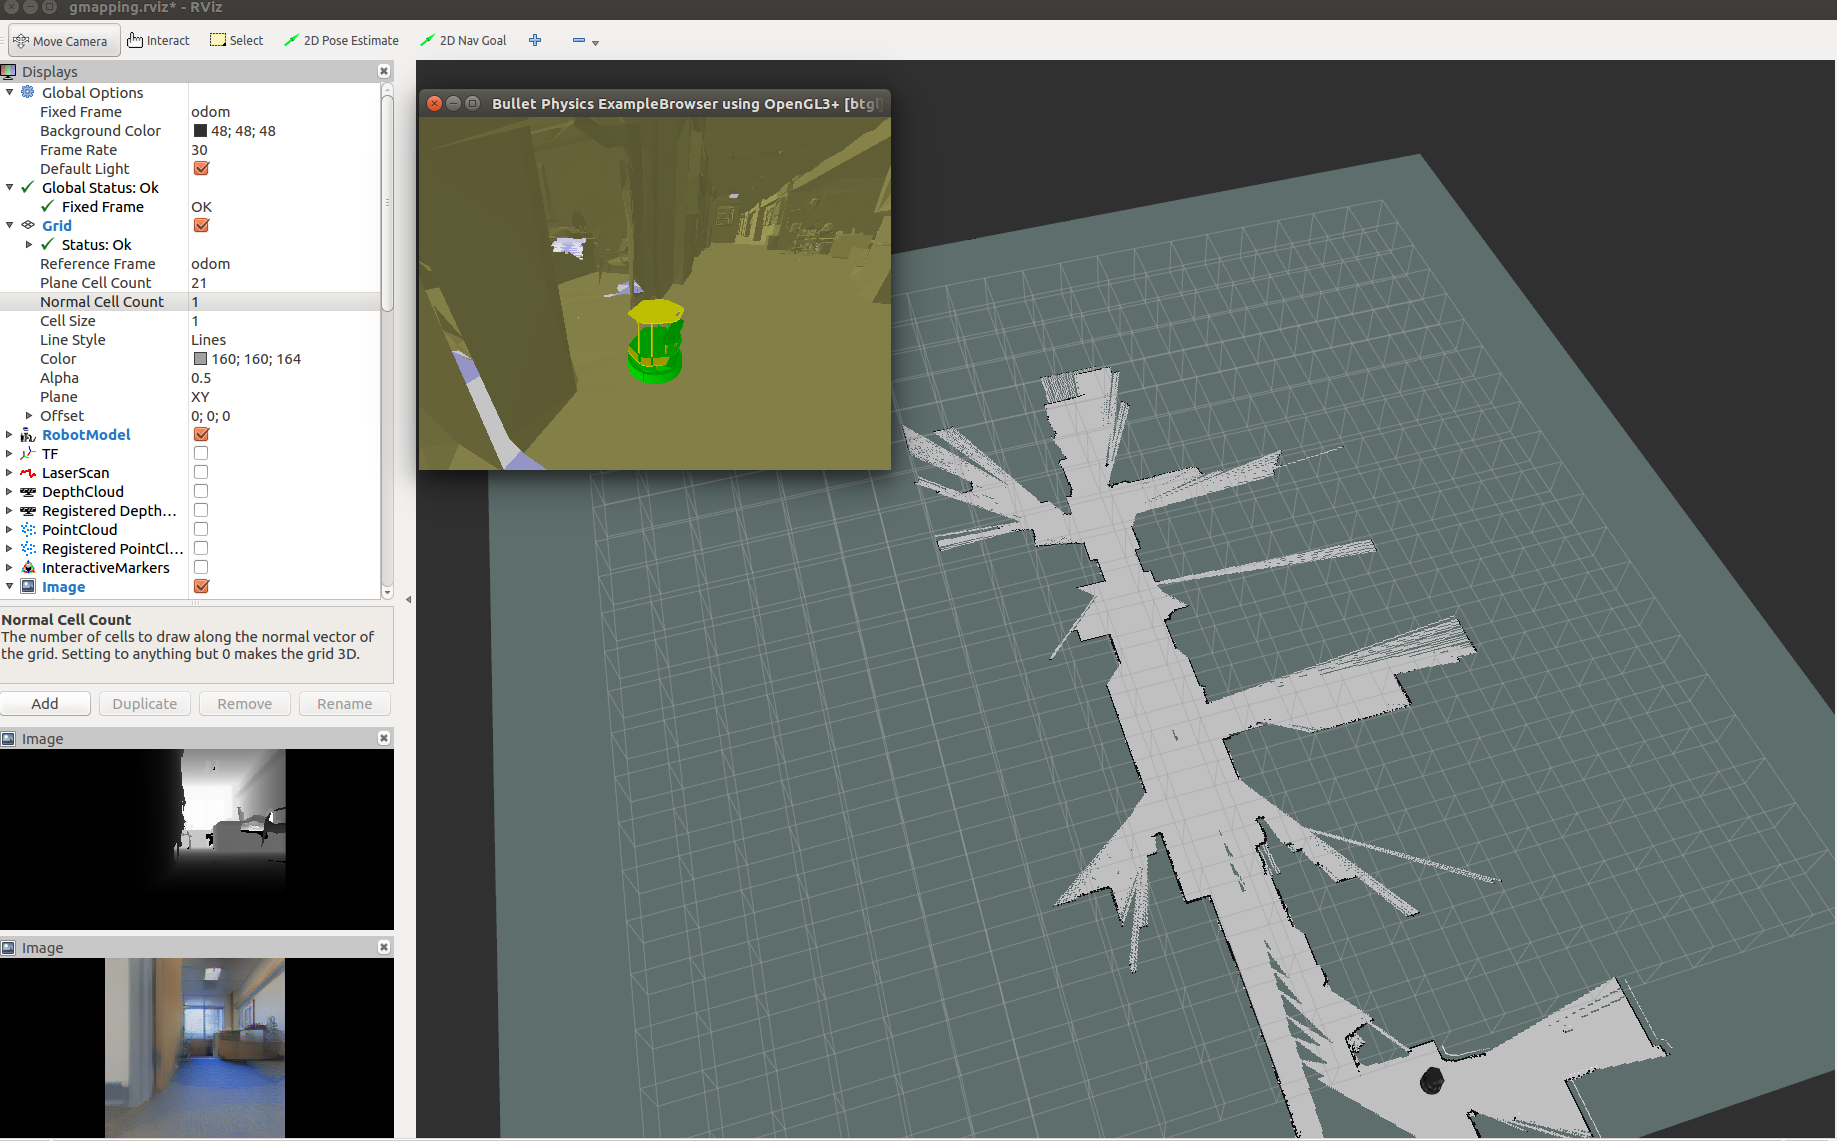 gmapping.rviz* - RViz
Move Camera Interact Select 2D Pose Estimate 2D Nav Goal
Displays
Global Options
Fixed Frame odom
Background Color 48; 48; 48
Frame Rate 30
Default Light
Global Status: Ok
Fixed Frame OK
Grid
Status: Ok
Reference Frame odom
Plane Cell Count 21
Normal Cell Count 1
Cell Size 1
Line Style Lines
Color 160; 160; 164
Alpha 0.5
Plane XY
Offset 0; 0; 0
RobotModel
TF
LaserScan
DepthCloud
Registered Depth...
PointCloud
Registered PointCl...
InteractiveMarkers
Image
Normal Cell Count
The number of cells to draw along the normal vector of
the grid. Setting to anything but 0 makes the grid 3D.
Add Duplicate Remove Rename
Image
Image
Bullet Physics ExampleBrowser using OpenGL3+ [btgl